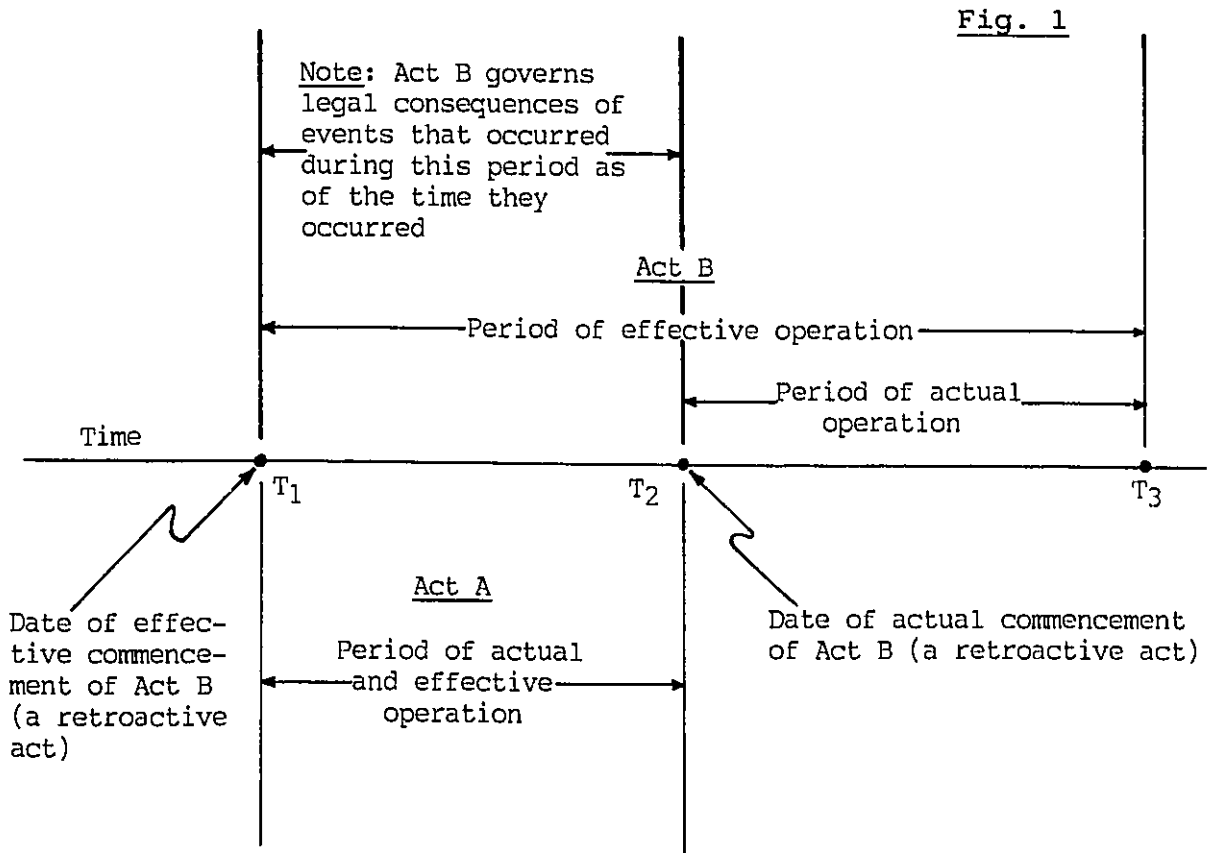 Fig. 1
Note: Act B governs
legal consequences of
events that occurred
during this period as
of the time they
occurred
Act B
Period of effective operation
Period of actual
operation
Time
T1
T2
T3
Act A
Date of effec-
tive commence-
ment of Act B
(a retroactive
act)
Period of actual
and effective
operation
Date of actual commencement
of Act B (a retroactive act)